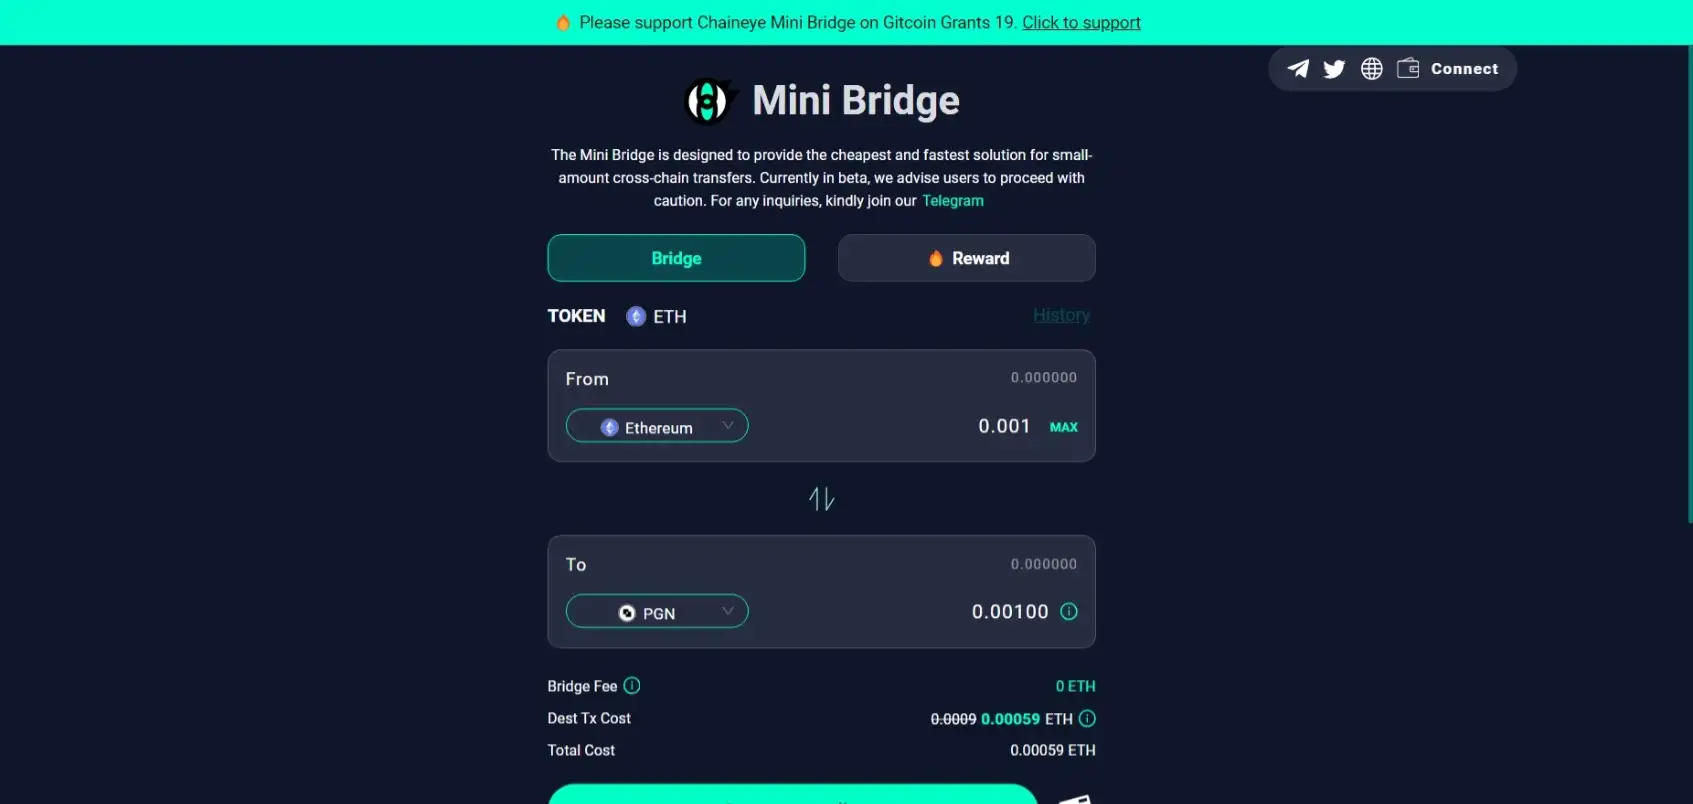 Please support Chaineye Mini Bridge on Gitcoin Grants 19. Click to support
Connect
Mini Bridge
The Mini Bridge is designed to provide the cheapest and fastest solution for small-
amount cross-chain transfers. Currently in beta, we advise users to proceed with
caution. For any inquiries, kindly join our Telegram
Bridge
Reward
TOKEN ETH
History
From
0.000000
Ethereum
0.001 MAX
To
0.000000
PGN
0.00100
Bridge Fee
0 ETH
Dest Tx Cost
0.0009 0.00059 ETH
Total Cost
0.00059 ETH